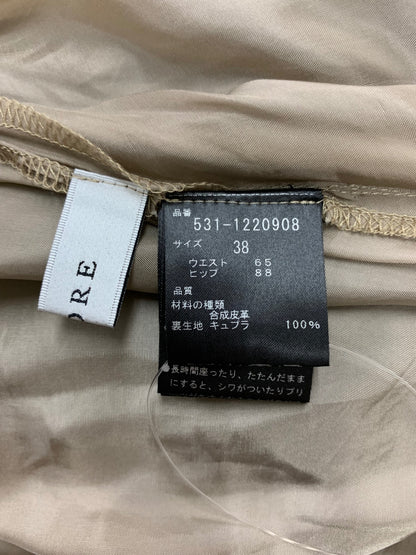 品番
531-1220908
サイズ 38
ウエスト 65
ヒップ 88
品質
材料の種類
合成皮革
裏生地 キュプラ 100%
長時間座ったり、たたんだまま
にすると、シワがついたりプリ
ORE